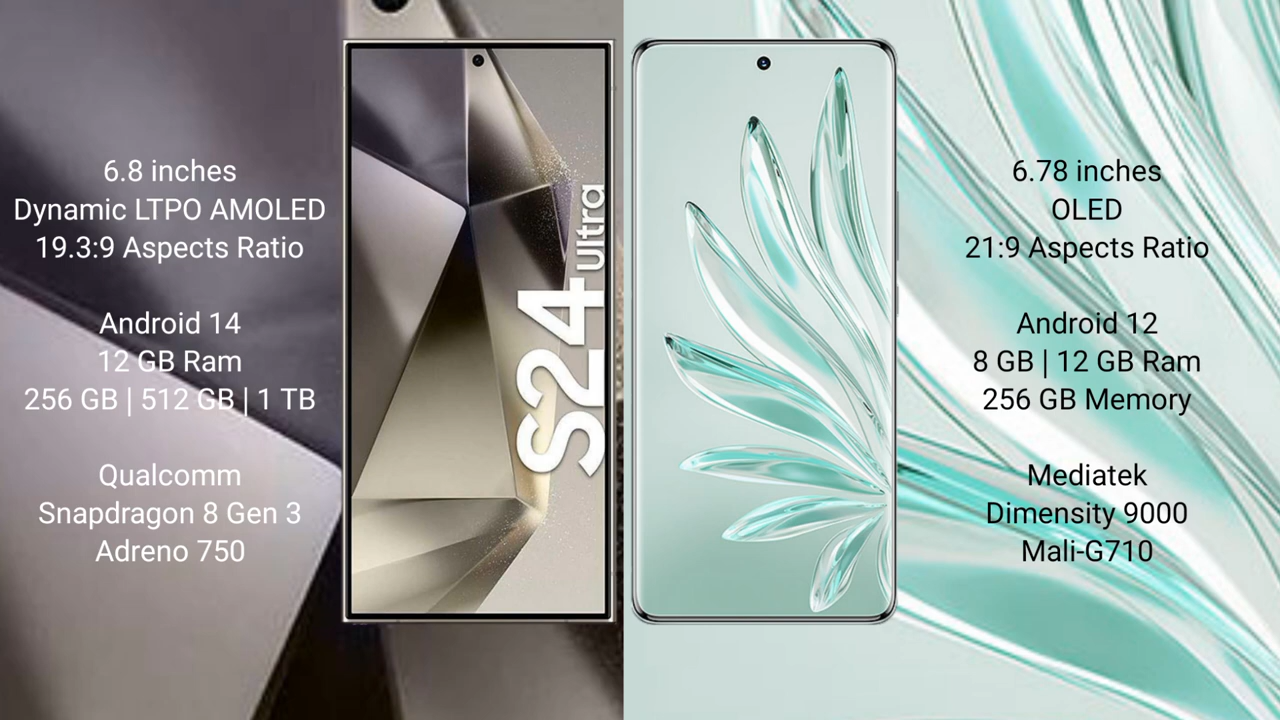 6.8 inches
Dynamic LTPO AMOLED
19.3:9 Aspects Ratio
Android 14
12 GB Ram
256 GB | 512 GB | 1 TB
Qualcomm
Snapdragon 8 Gen 3
Adreno 750
S24 Ultra
6.78 inches
OLED
21:9 Aspects Ratio
Android 12
8 GB | 12 GB Ram
256 GB Memory
Mediatek
Dimensity 9000
Mali-G710